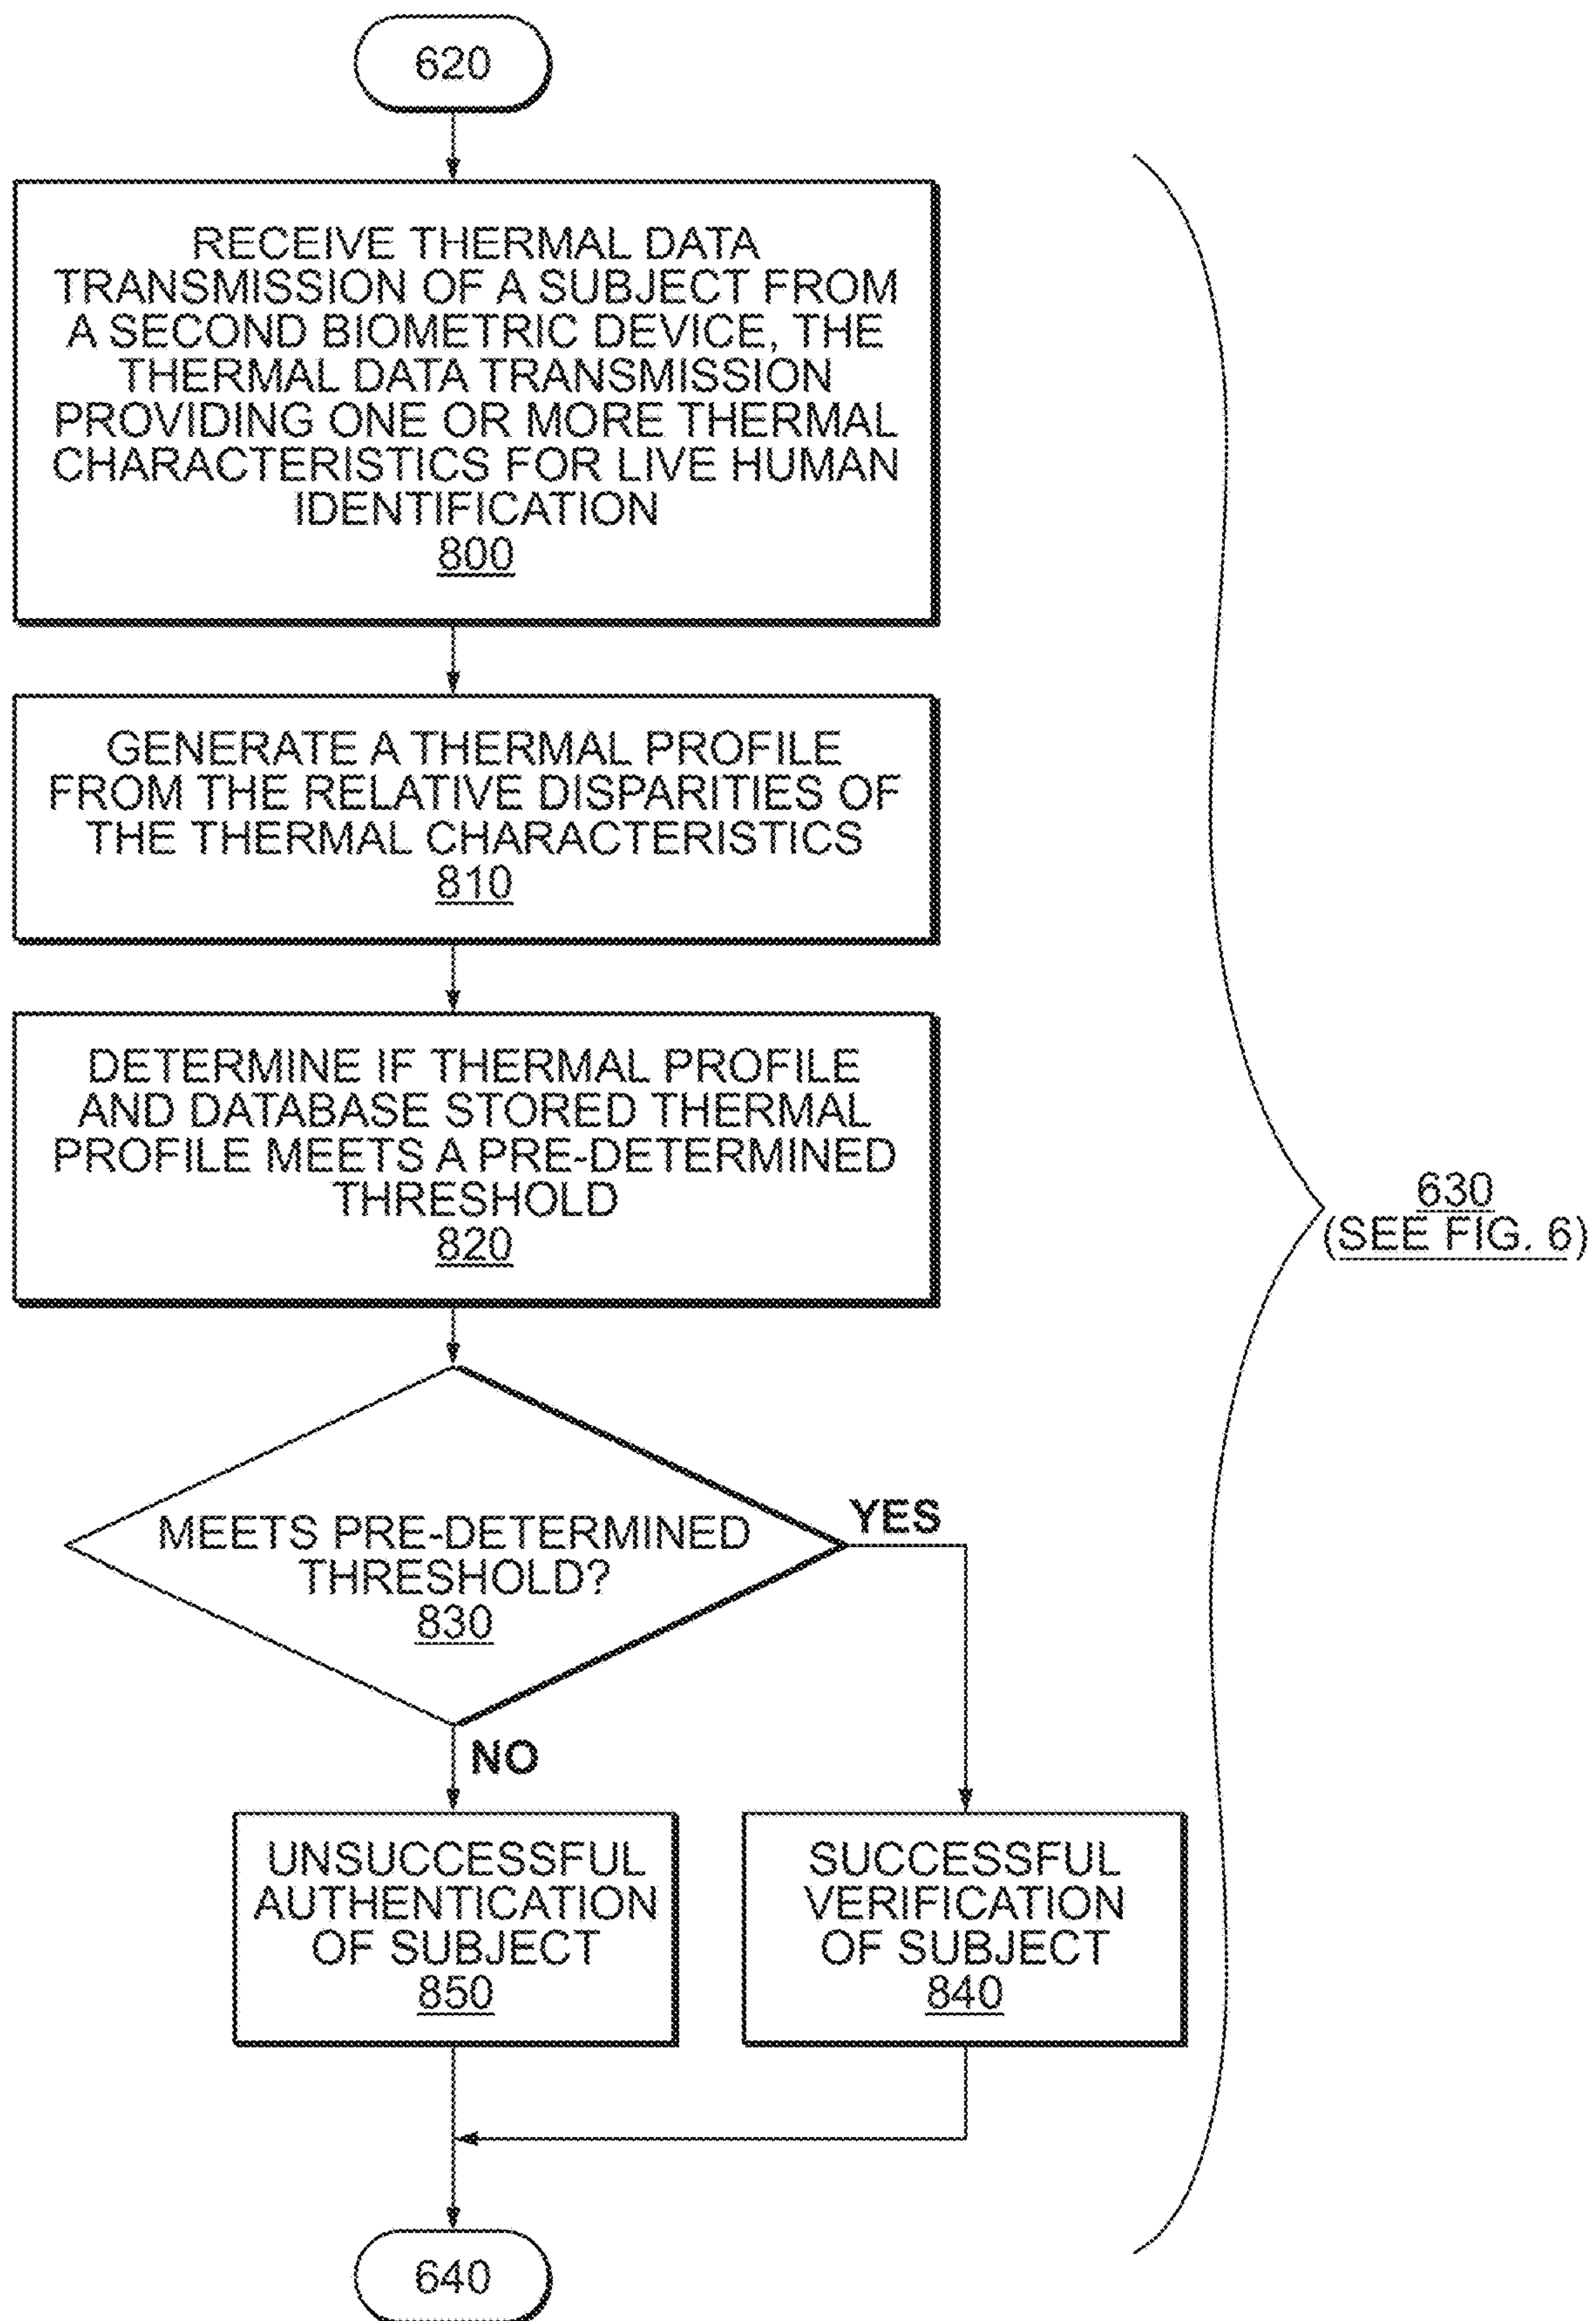 620
RECEIVE THERMAL DATA
TRANSMISSION OF A SUBJECT FROM
A SECOND BIOMETRIC DEVICE, THE
THERMAL DATA TRANSMISSION
PROVIDING ONE OR MORE THERMAL
CHARACTERISTICS FOR LIVE HUMAN
IDENTIFICATION
800
GENERATE A THERMAL PROFILE
FROM THE RELATIVE DISPARITIES OF
THE THERMAL CHARACTERISTICS
810
DETERMINE IF THERMAL PROFILE
AND DATABASE STORED THERMAL
PROFILE MEETS A PRE-DETERMINED
THRESHOLD
820
630
(SEE FIG. 6)
MEETS PRE-DETERMINED
THRESHOLD?
830
YES
NO
UNSUCCESSFUL
AUTHENTICATION
OF SUBJECT
850
SUCCESSFUL
VERIFICATION
OF SUBJECT
840
640